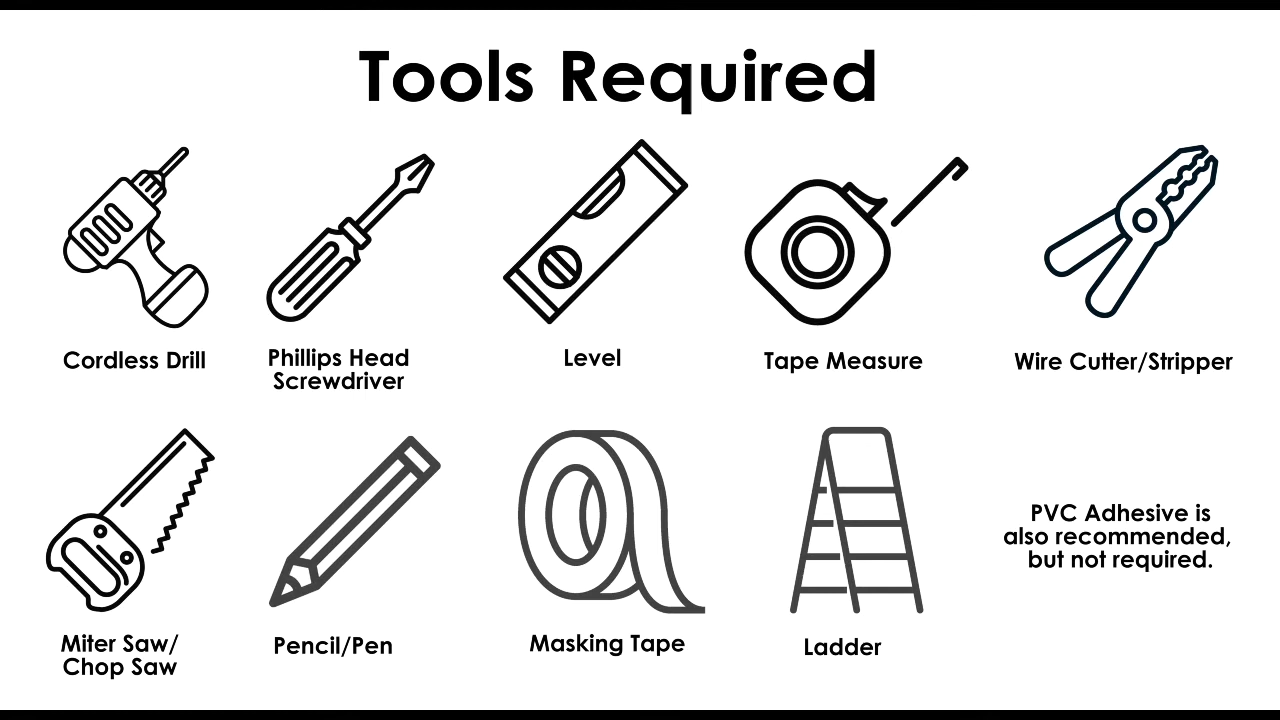 Tools Required
Cordless Drill
Phillips Head
Screwdriver
Level
Tape Measure
Wire Cutter/Stripper
Miter Saw/
Chop Saw
Pencil/Pen
Masking Tape
Ladder
PVC Adhesive is
also recommended,
but not required.